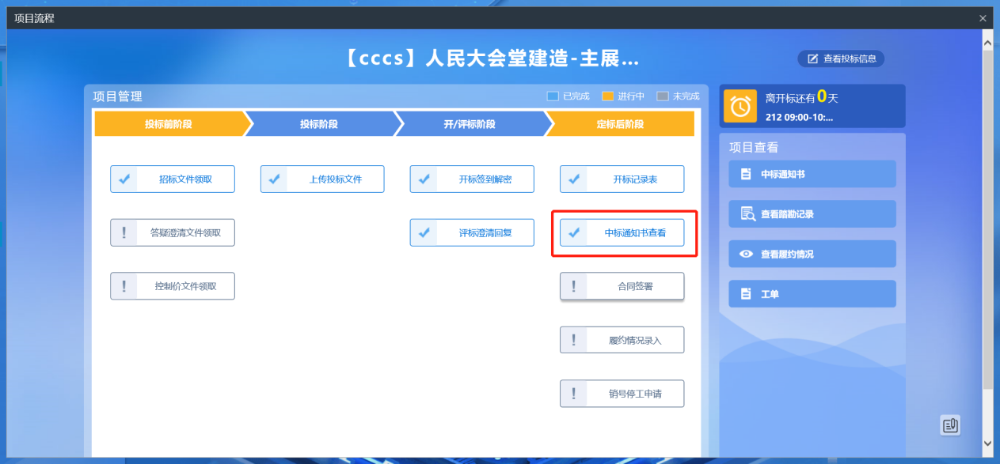 项目流程
【cccs】人民大会堂建造-主展...
查看投标信息
项目管理
已完成 进行中 未完成
投标前阶段 投标阶段 开/评标阶段 定标后阶段
招标文件领取 上传投标文件 开标签到解密 开标记录表
答疑澄清文件领取 评标澄清回复 中标通知书查看
控制价文件领取 合同签署
履约情况录入
销号停工申请
离开标还有0天
212 09:00-10:...
项目查看
中标通知书
查看踏勘记录
查看履约情况
工单